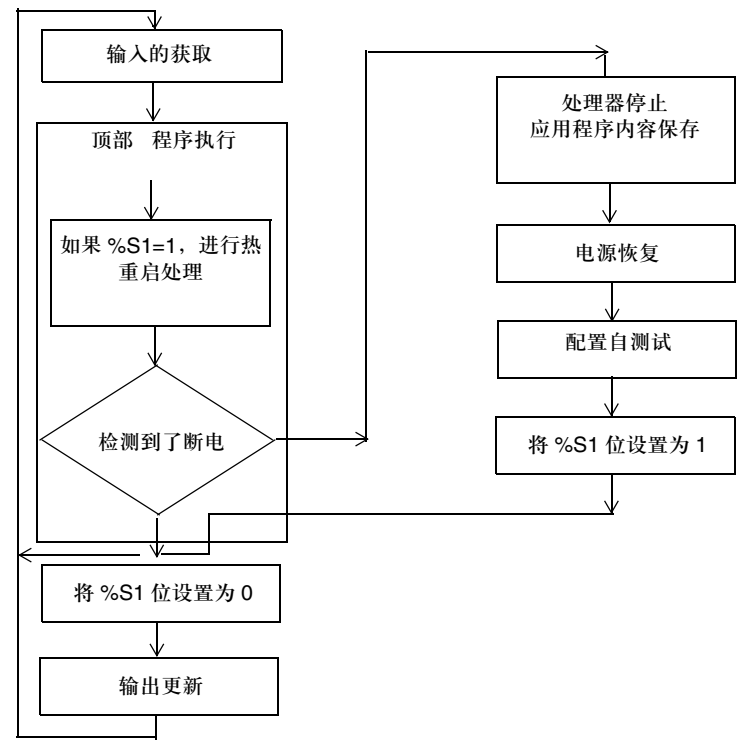 输入的获取
顶部 程序执行
如果 %S1=1，进行热
重启处理
检测到了断电
将 %S1 位设置为 0
输出更新
处理器停止
应用程序内容保存
电源恢复
配置自测试
将 %S1 位设置为 1